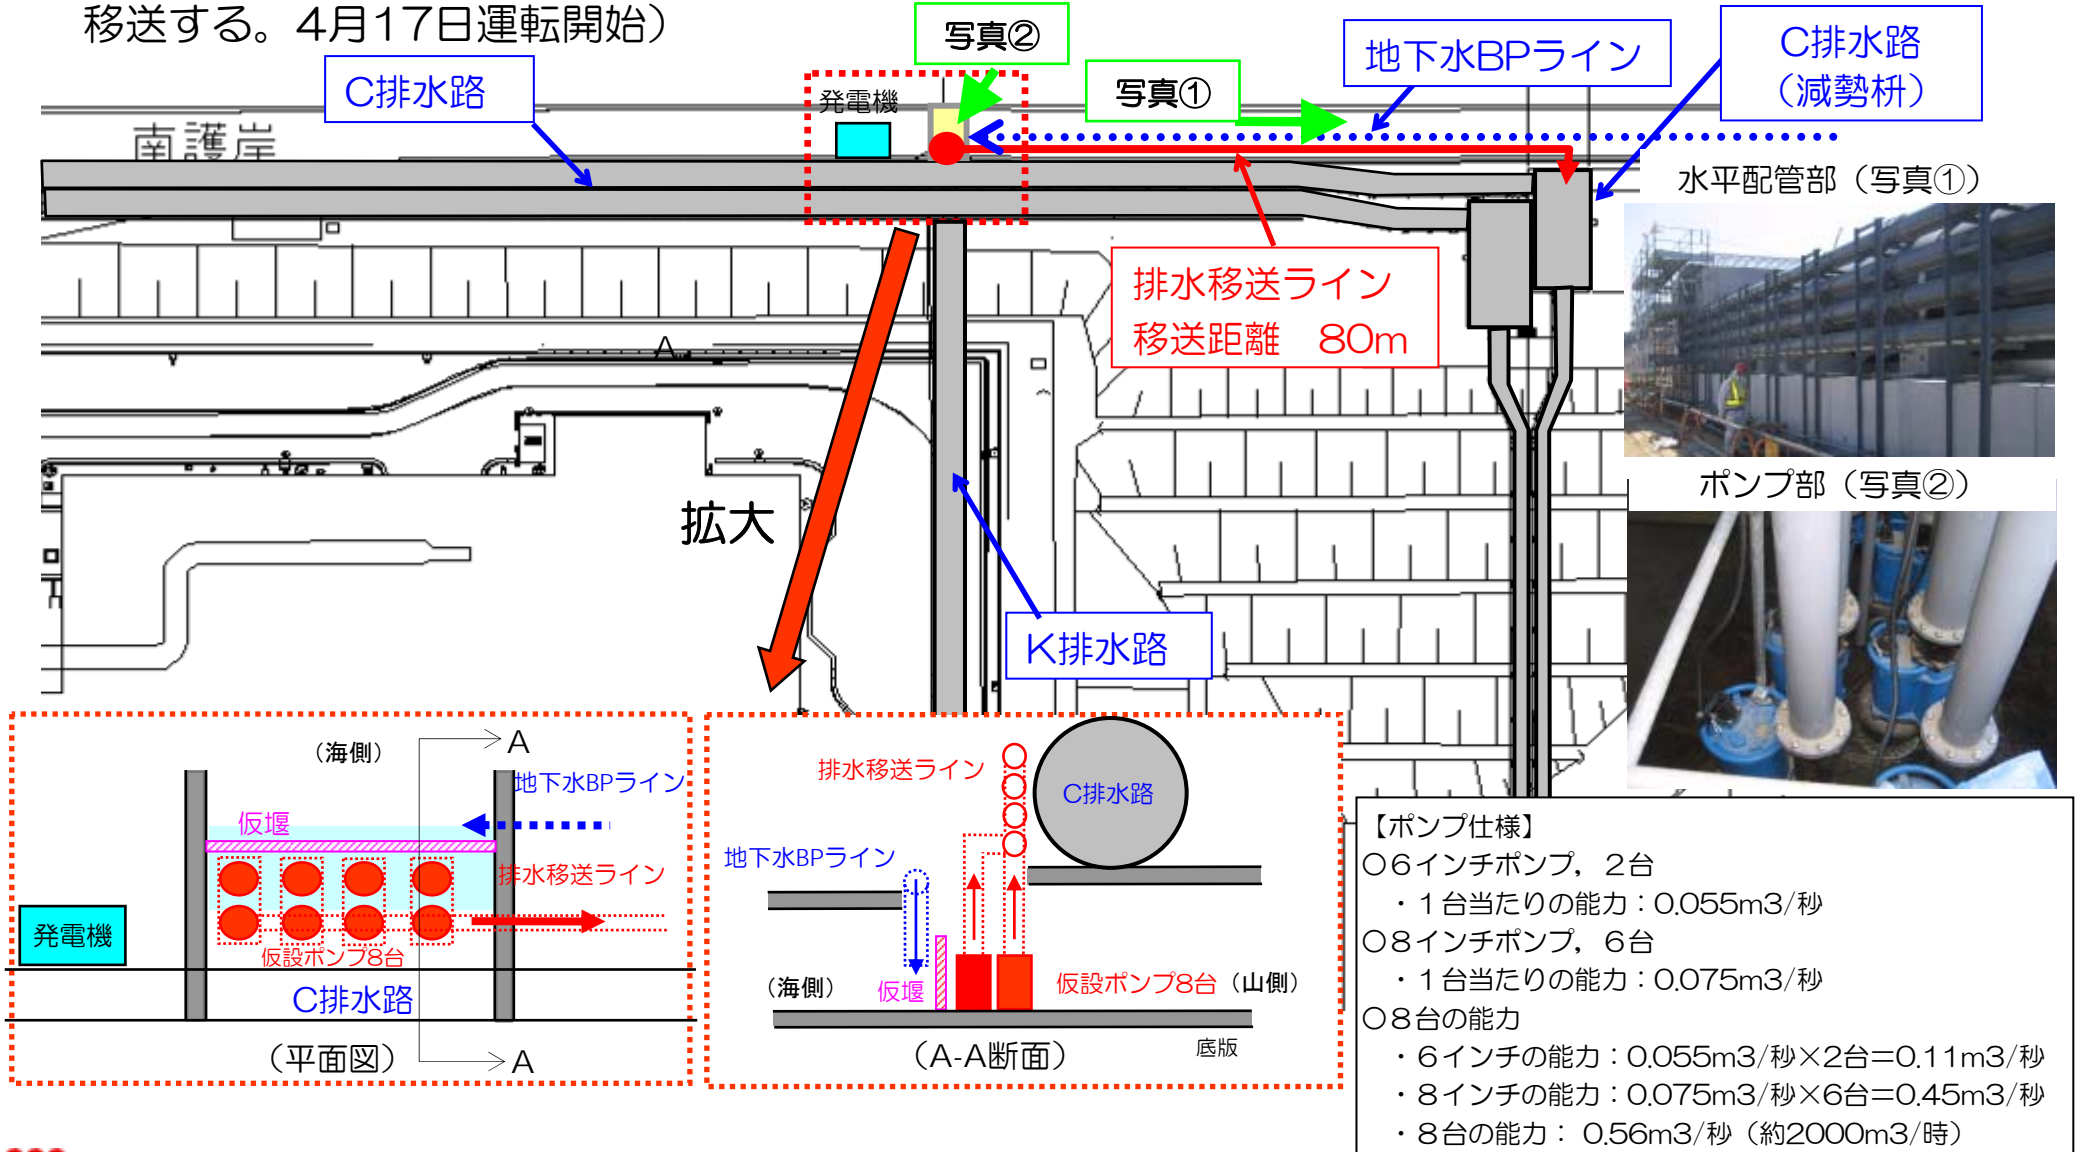 移送する。4月17日運転開始）
写真②
C排水路
地下水BPライン
C排水路
（減勢枡）
写真①
発電機
南護岸
水平配管部（写真①）
排水移送ライン
移送距離　80m
A
ポンプ部（写真②）
拡大
K排水路
（海側）
A
地下水BPライン
仮堰
排水移送ライン
発電機
仮設ポンプ8台
C排水路
（平面図）
A
排水移送ライン
C排水路
地下水BPライン
（海側）
仮堰
仮設ポンプ8台
（山側）
（A-A断面）
底版
【ポンプ仕様】
〇6インチポンプ，2台
・1台当たりの能力：0.055m3/秒
〇8インチポンプ，6台
・1台当たりの能力：0.075m3/秒
〇8台の能力
・6インチの能力：0.055m3/秒×2台＝0.11m3/秒
・8インチの能力：0.075m3/秒×6台＝0.45m3/秒
・8台の能力： 0.56m3/秒（約2000m3/時）